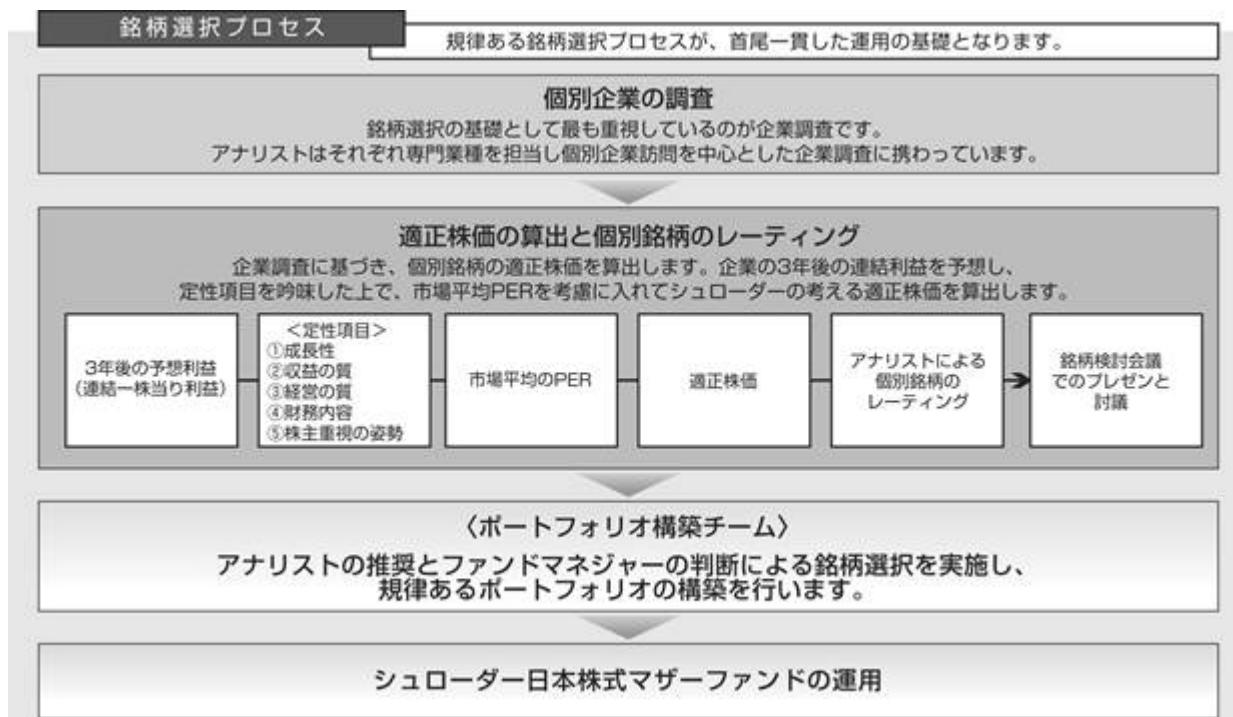 銘柄選択プロセス
規律ある銘柄選択プロセスが、首尾一貫した運用の基礎となります。
個別企業の調査
銘柄選択の基礎として最も重視しているのが企業調査です。
アナリストはそれぞれ専門業種を担当し個別企業訪問を中心とした企業調査に携わっています。
適正株価の算出と個別銘柄のレーティング
企業調査に基づき、個別銘柄の適正株価を算出します。企業の3年後の連結利益を予想し、
定性項目を吟味した上で、市場平均PERを考慮に入れてシュローダーの考える適正株価を算出します。
3年後の予想利益
(連結一株当り利益)
＜定性項目＞
①成長性
②収益の質
③経営の質
④財務内容
⑤株主重視の姿勢
市場平均のPER
適正株価
アナリストによる
個別銘柄の
レーティング
銘柄検討会議
でのプレゼンと
討議
〈ポートフォリオ構築チーム〉
アナリストの推奨とファンドマネジャーの判断による銘柄選択を実施し、
規律あるポートフォリオの構築を行います。
シュローダー日本株式マザーファンドの運用